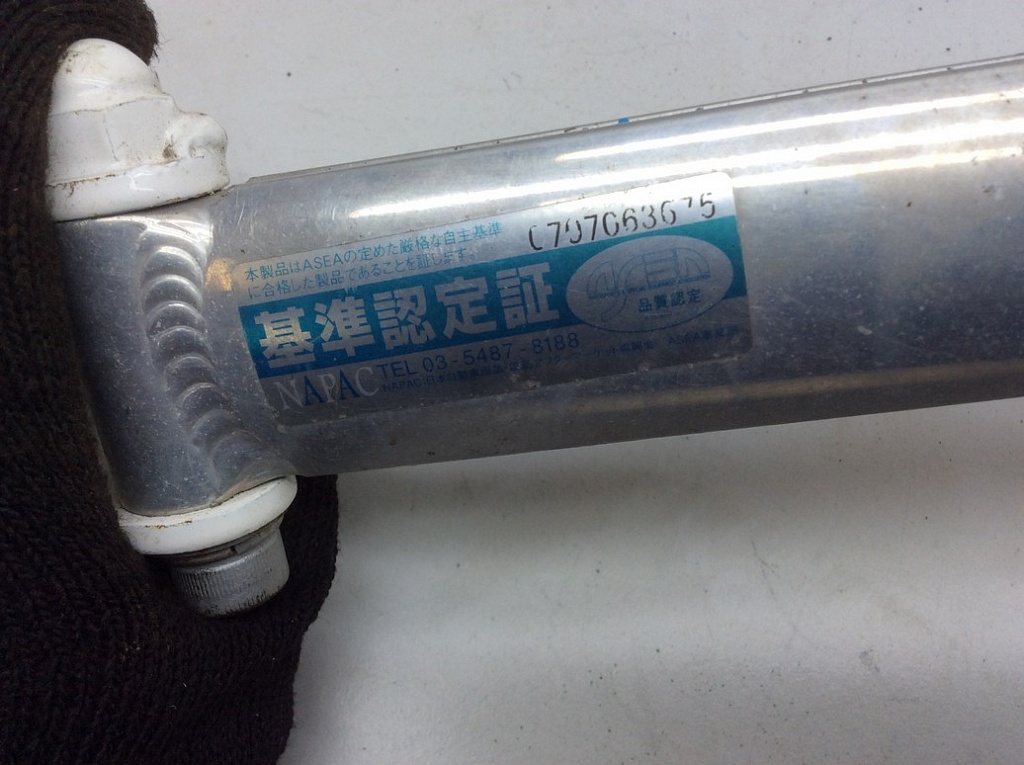 本製品はASEAの定めた厳格な自主基準
に合格した製品であることを証します。
基準認定証
ASEA
品質認定
NAPAC
TEL 03-5487-8188